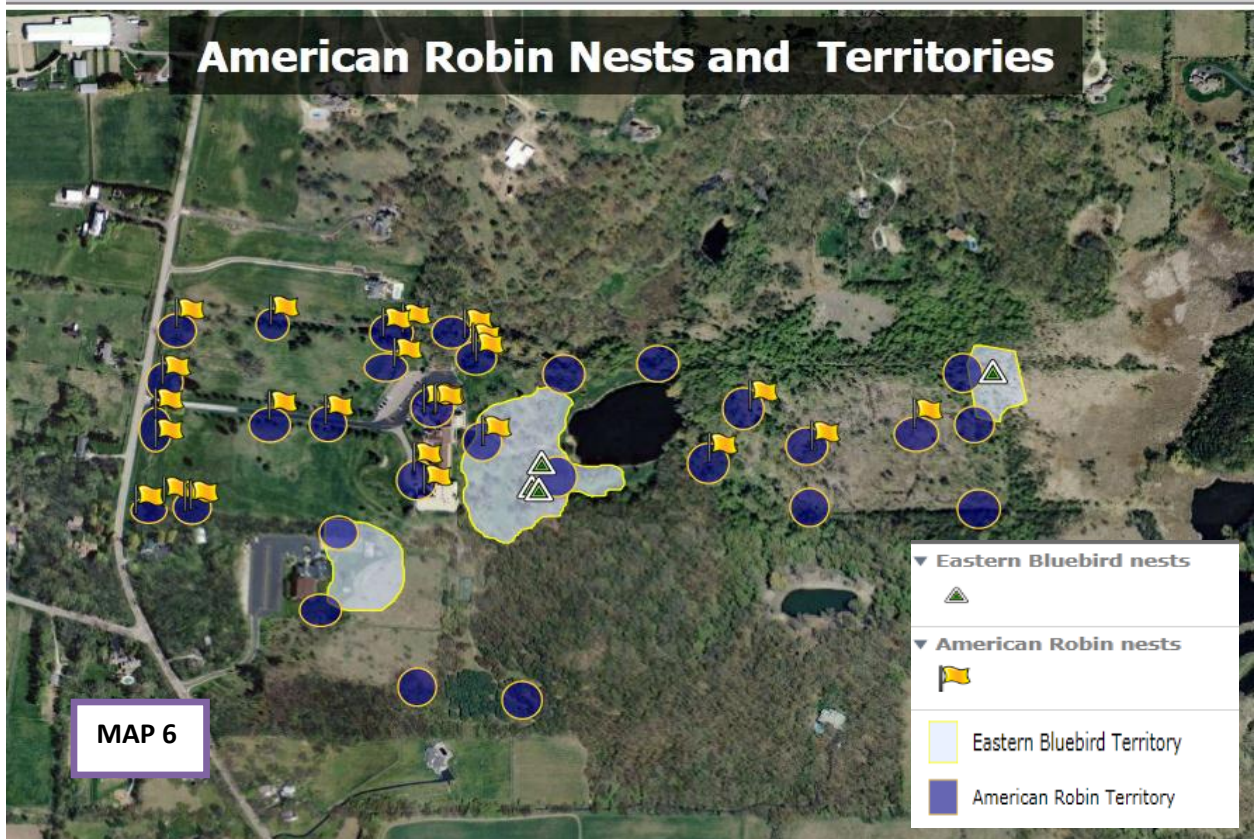 American Robin Nests and Territories
MAP 6
Eastern Bluebird nests
American Robin nests
Eastern Bluebird Territory
American Robin Territory